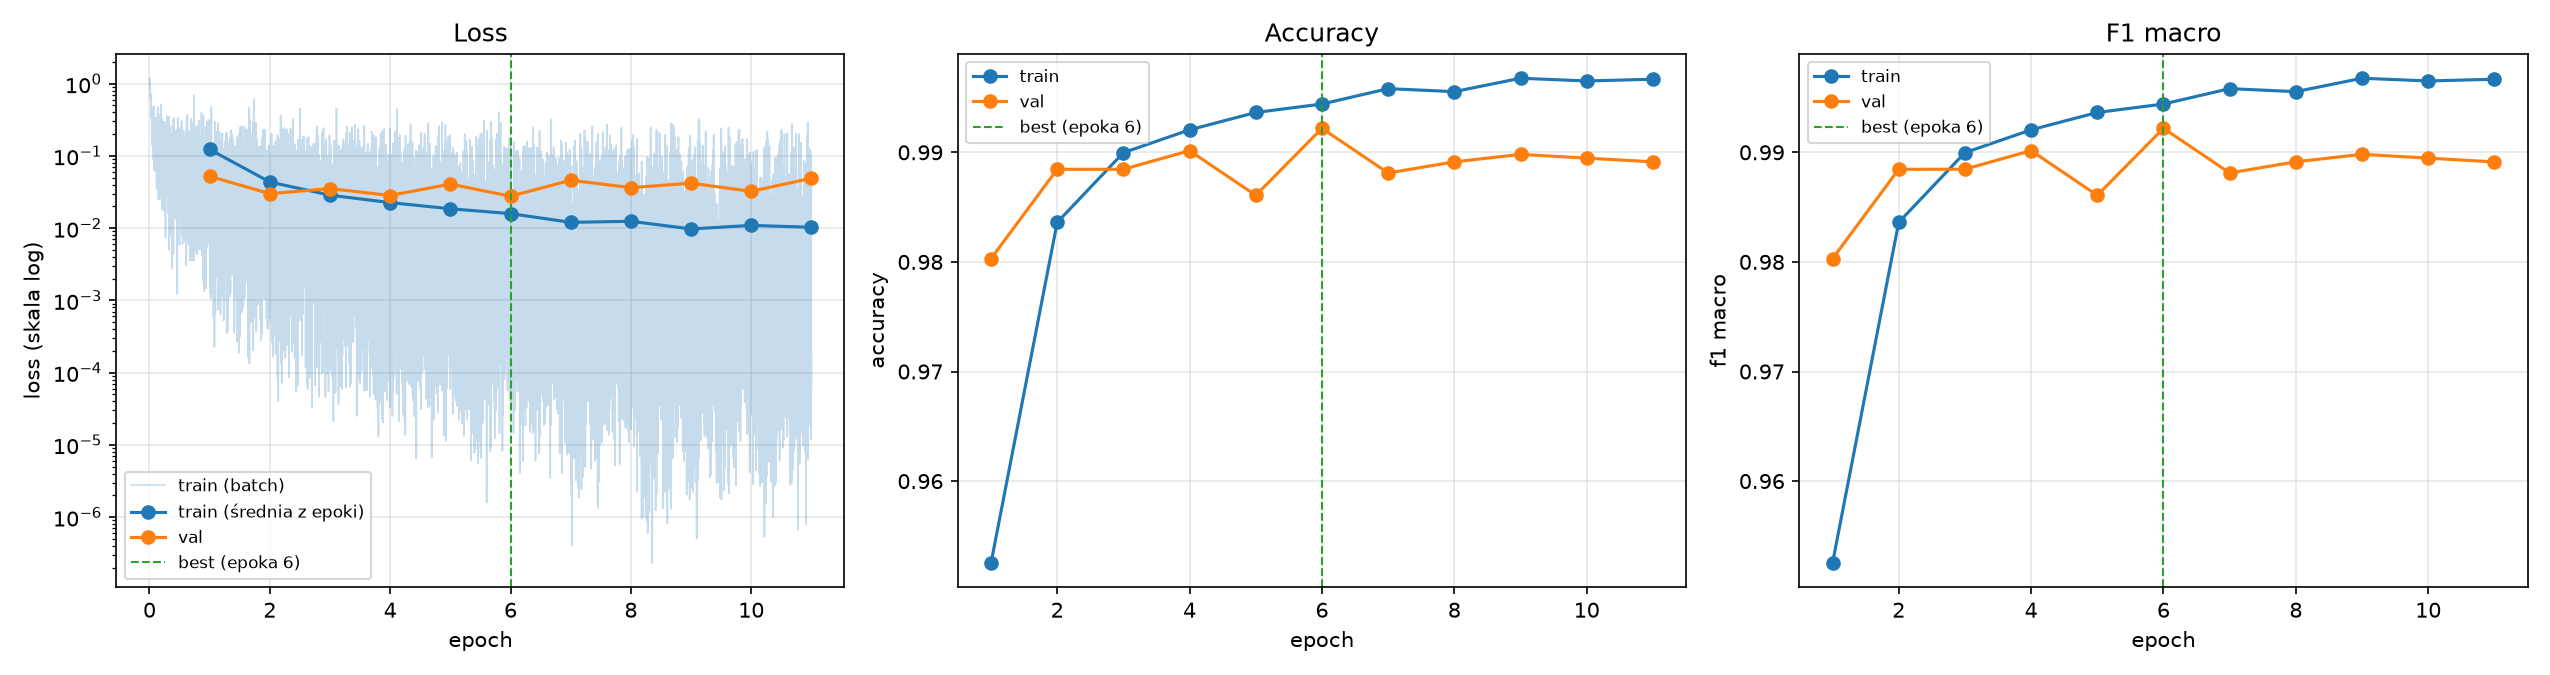 Loss
loss (skala log)
10⁰
10⁻¹
10⁻²
10⁻³
10⁻⁴
10⁻⁵
10⁻⁶
train (batch)
train (średnia z epoki)
val
best (epoka 6)
0 2 4 6 8 10
epoch
Accuracy
accuracy
train
val
best (epoka 6)
0.99
0.98
0.97
0.96
2 4 6 8 10
epoch
F1 macro
f1 macro
train
val
best (epoka 6)
0.99
0.98
0.97
0.96
2 4 6 8 10
epoch